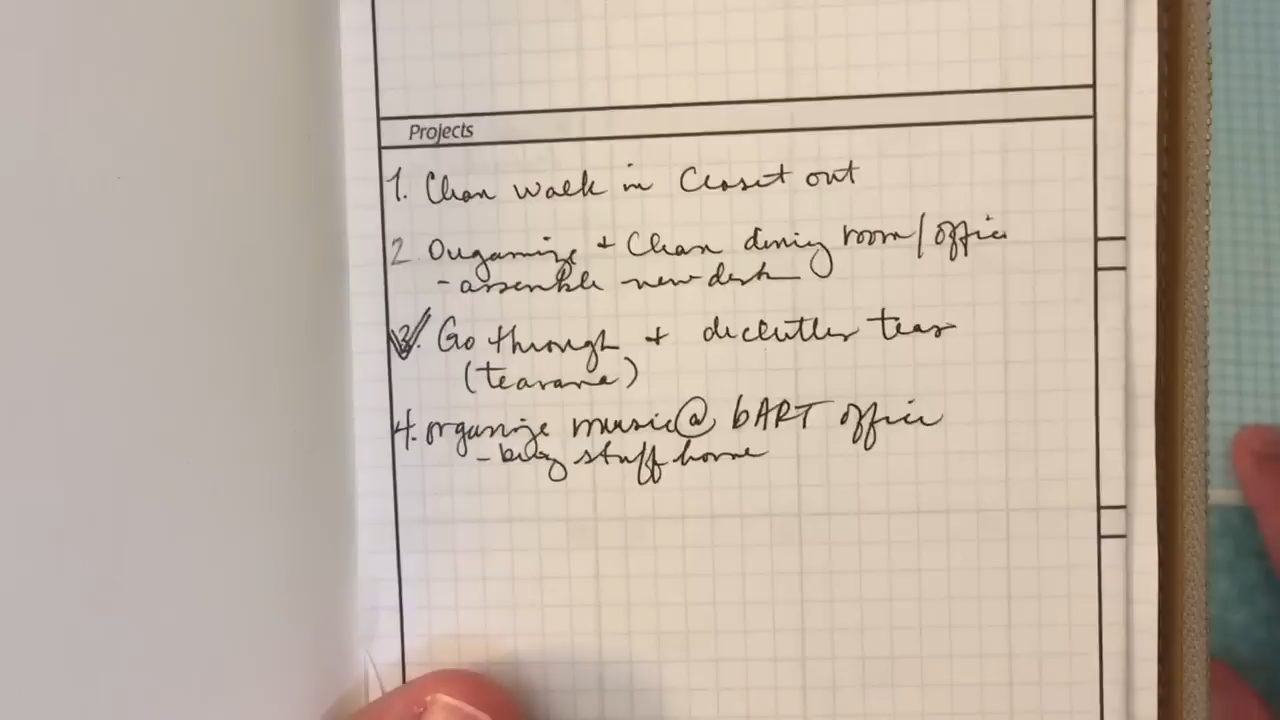 Projects
1. Clean walk in Closet out
2 Organize + Clean dining room/office
- assemble new desk
3. Go through + declutter teas
(teavana)
4. organize music @ bART office
- bring stuff home